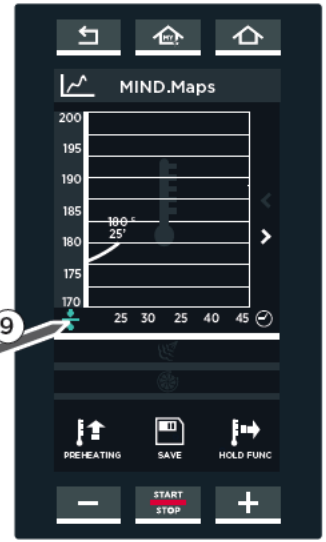 MY
MIND.Maps
200
195
190
185
180
175
170
180°
25'
25 30 25 40 45
9
PREHEATING SAVE HOLD FUNC
START
STOP